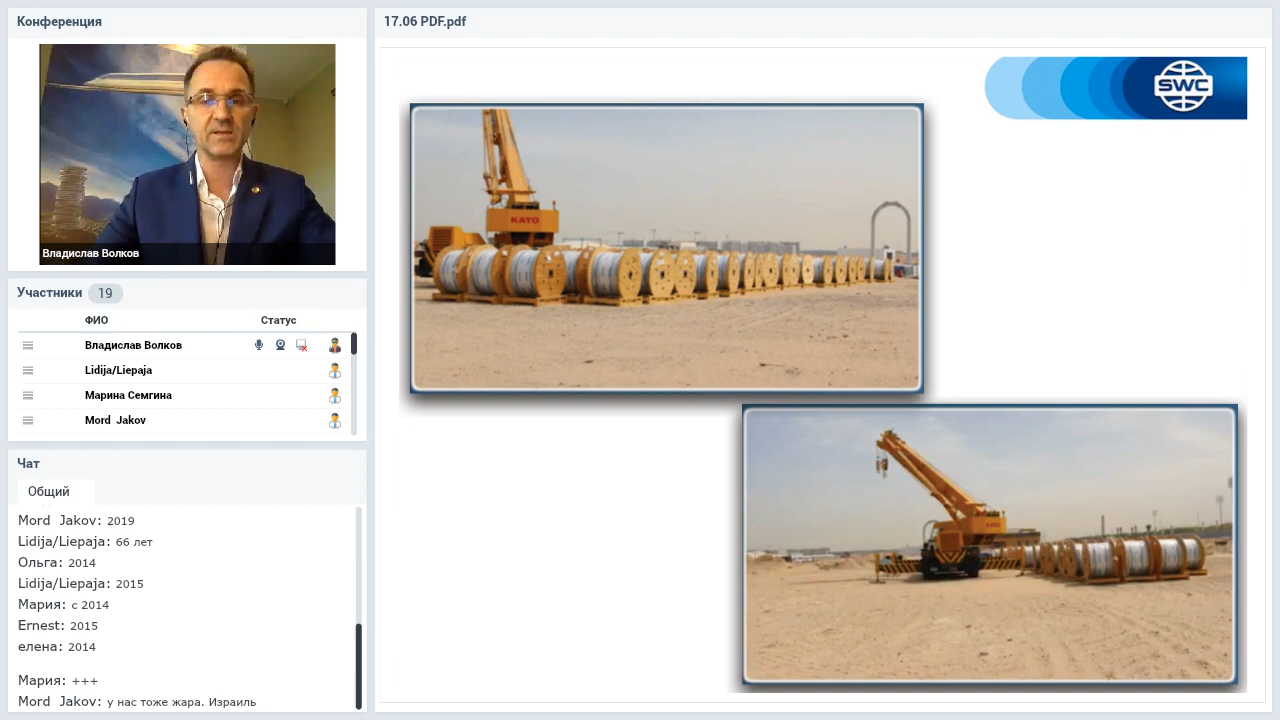 Конференция
Владислав Волков
Участники 19
ФИО Статус
Владислав Волков
Lidija/Liepaja
Марина Семгина
Mord Jakov
Чат
Общий
Mord Jakov: 2019
Lidija/Liepaja: 66 лет
Ольга: 2014
Lidija/Liepaja: 2015
Мария: с 2014
Ernest: 2015
елена: 2014
Мария: +++
Mord Jakov: у нас тоже жара. Израиль
17.06 PDF.pdf
SWC
KATO
KATO